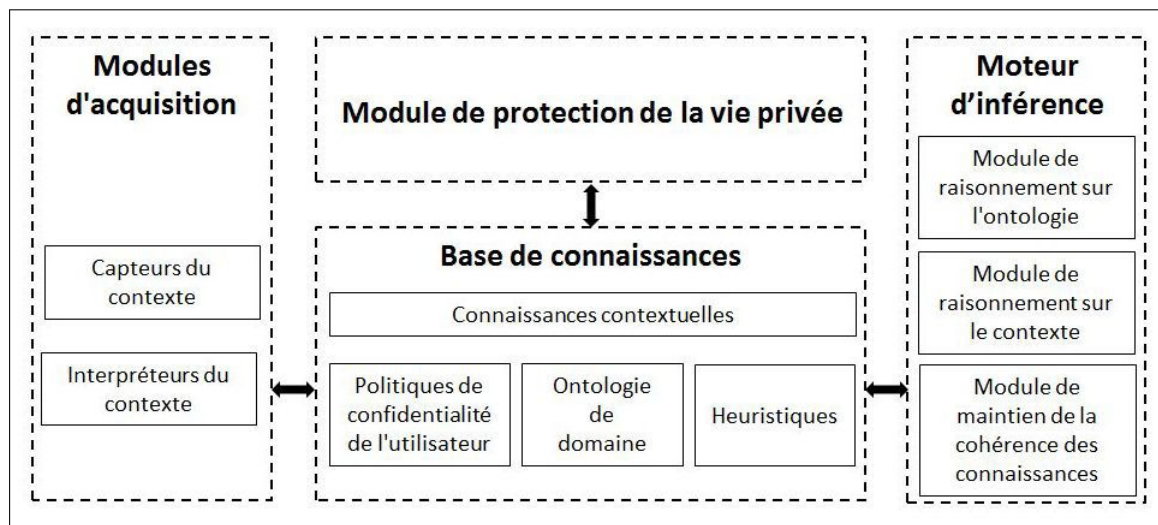 Modules
d'acquisition
Capteurs du
contexte
Interpréteurs du
contexte
Module de protection de la vie privée
Base de connaissances
Connaissances contextuelles
Politiques de
confidentialité
de l'utilisateur
Ontologie
de
domaine
Heuristiques
Moteur
d’inférence
Module de
raisonnement sur
l'ontologie
Module de
raisonnement sur
le contexte
Module de
maintien de la
cohérence des
connaissances